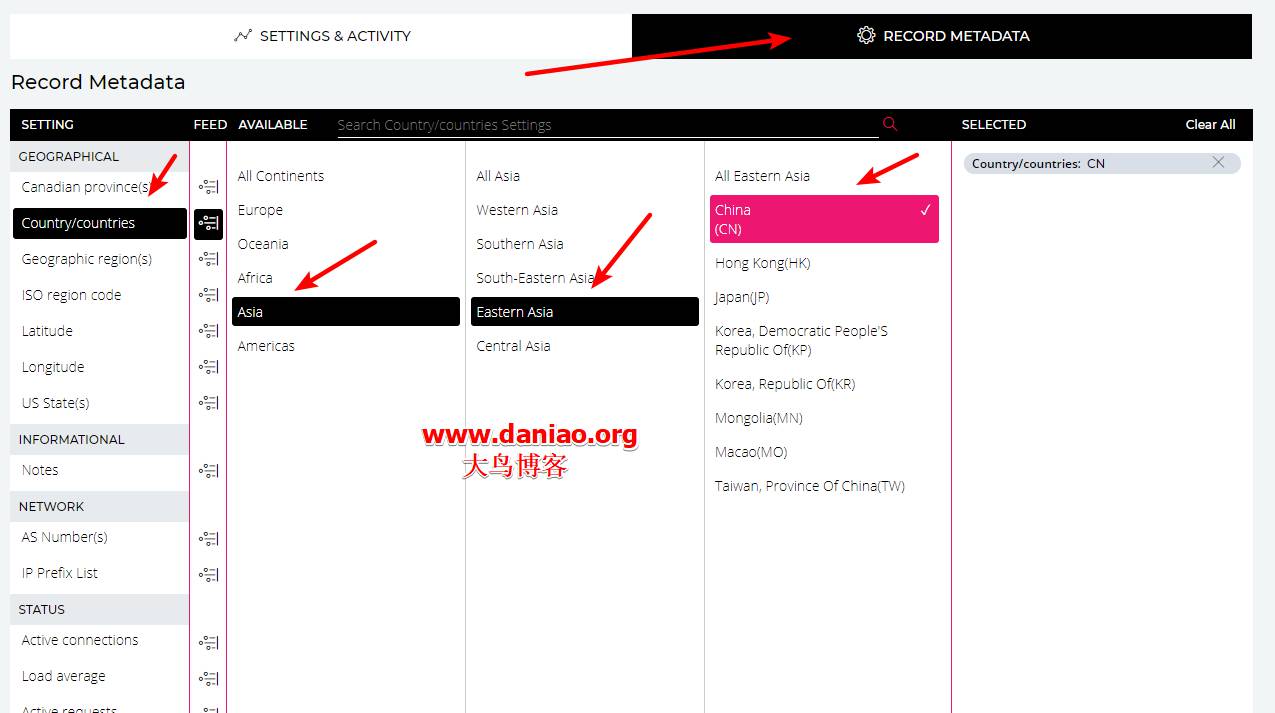 SETTINGS & ACTIVITY
RECORD METADATA
Record Metadata
SETTING
FEED
AVAILABLE
Search Country/countries Settings
SELECTED
Clear All
GEOGRAPHICAL
Canadian province(s)
Country/countries
Geographic region(s)
ISO region code
Latitude
Longitude
US State(s)
INFORMATIONAL
Notes
NETWORK
AS Number(s)
IP Prefix List
STATUS
Active connections
Load average
Active requests
All Continents
Europe
Oceania
Africa
Asia
Americas
All Asia
Western Asia
Southern Asia
South-Eastern Asia
Eastern Asia
Central Asia
All Eastern Asia
China
(CN)
Hong Kong(HK)
Japan(JP)
Korea, Democratic People'S
Republic Of(KP)
Korea, Republic Of(KR)
Mongolia(MN)
Macao(MO)
Taiwan, Province Of China(TW)
Country/countries: CN
www.daniao.org
大鸟博客